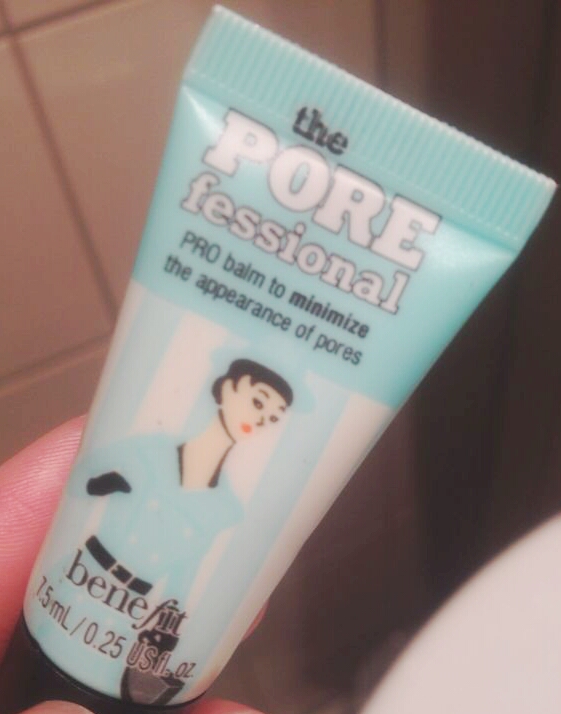 the
PORE
fessional
PRO balm to minimize
the appearance of pores
benefit
7.5mL/0.25 US fl. oz.